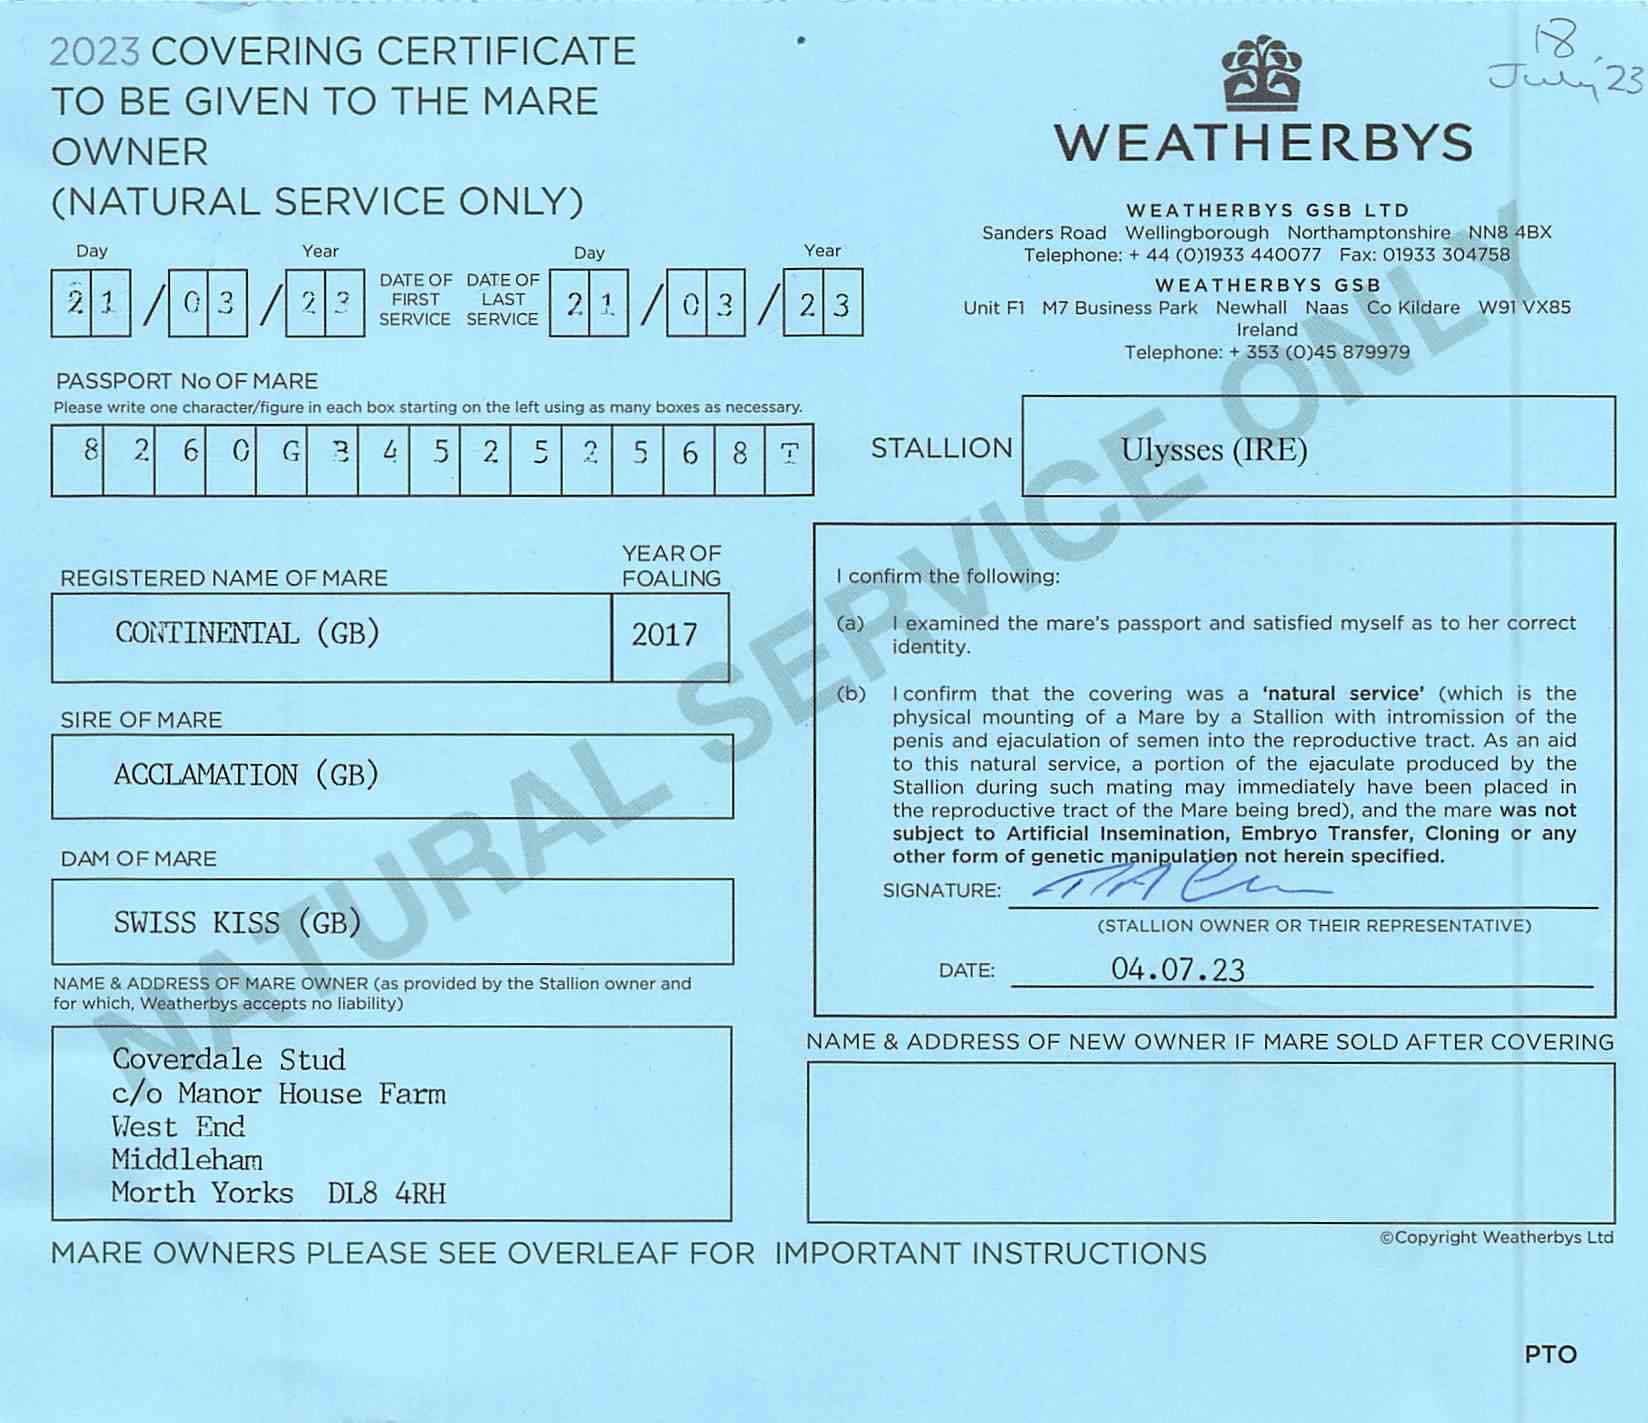 2023 COVERING CERTIFICATE
TO BE GIVEN TO THE MARE
OWNER
(NATURAL SERVICE ONLY)
18
July '23
WEATHERBYS
WEATHERBYS GSB LTD
Sanders Road Wellingborough Northamptonshire NN8 4BX
Telephone: + 44 (0)1933 440077 Fax: 01933 304758
WEATHERBYS GSB
Unit F1 M7 Business Park Newhall Naas Co Kildare W91 VX85
Ireland
Telephone: + 353 (0)45 879979
Day Year
21/03/23
DATE OF FIRST SERVICE
DATE OF LAST SERVICE
Day Year
21/03/23
PASSPORT No OF MARE
Please write one character/figure in each box starting on the left using as many boxes as necessary.
8260GB45252568T
STALLION
Ulysses (IRE)
REGISTERED NAME OF MARE
CONTINENTAL (GB)
YEAR OF
FOALING
2017
SIRE OF MARE
ACCLAMATION (GB)
DAM OF MARE
SWISS KISS (GB)
NAME & ADDRESS OF MARE OWNER (as provided by the Stallion owner and
for which, Weatherbys accepts no liability)
Coverdale Stud
c/o Manor House Farm
West End
Middleham
Morth Yorks DL8 4RH
I confirm the following:
(a) I examined the mare's passport and satisfied myself as to her correct
identity.
(b) I confirm that the covering was a 'natural service' (which is the
physical mounting of a Mare by a Stallion with intromission of the
penis and ejaculation of semen into the reproductive tract. As an aid
to this natural service, a portion of the ejaculate produced by the
Stallion during such mating may immediately have been placed in
the reproductive tract of the Mare being bred), and the mare was not
subject to Artificial Insemination, Embryo Transfer, Cloning or any
other form of genetic manipulation not herein specified.
SIGNATURE:
(STALLION OWNER OR THEIR REPRESENTATIVE)
DATE: 04.07.23
NAME & ADDRESS OF NEW OWNER IF MARE SOLD AFTER COVERING
©Copyright Weatherbys Ltd
MARE OWNERS PLEASE SEE OVERLEAF FOR IMPORTANT INSTRUCTIONS
PTO
NATURAL SERVICE ONLY